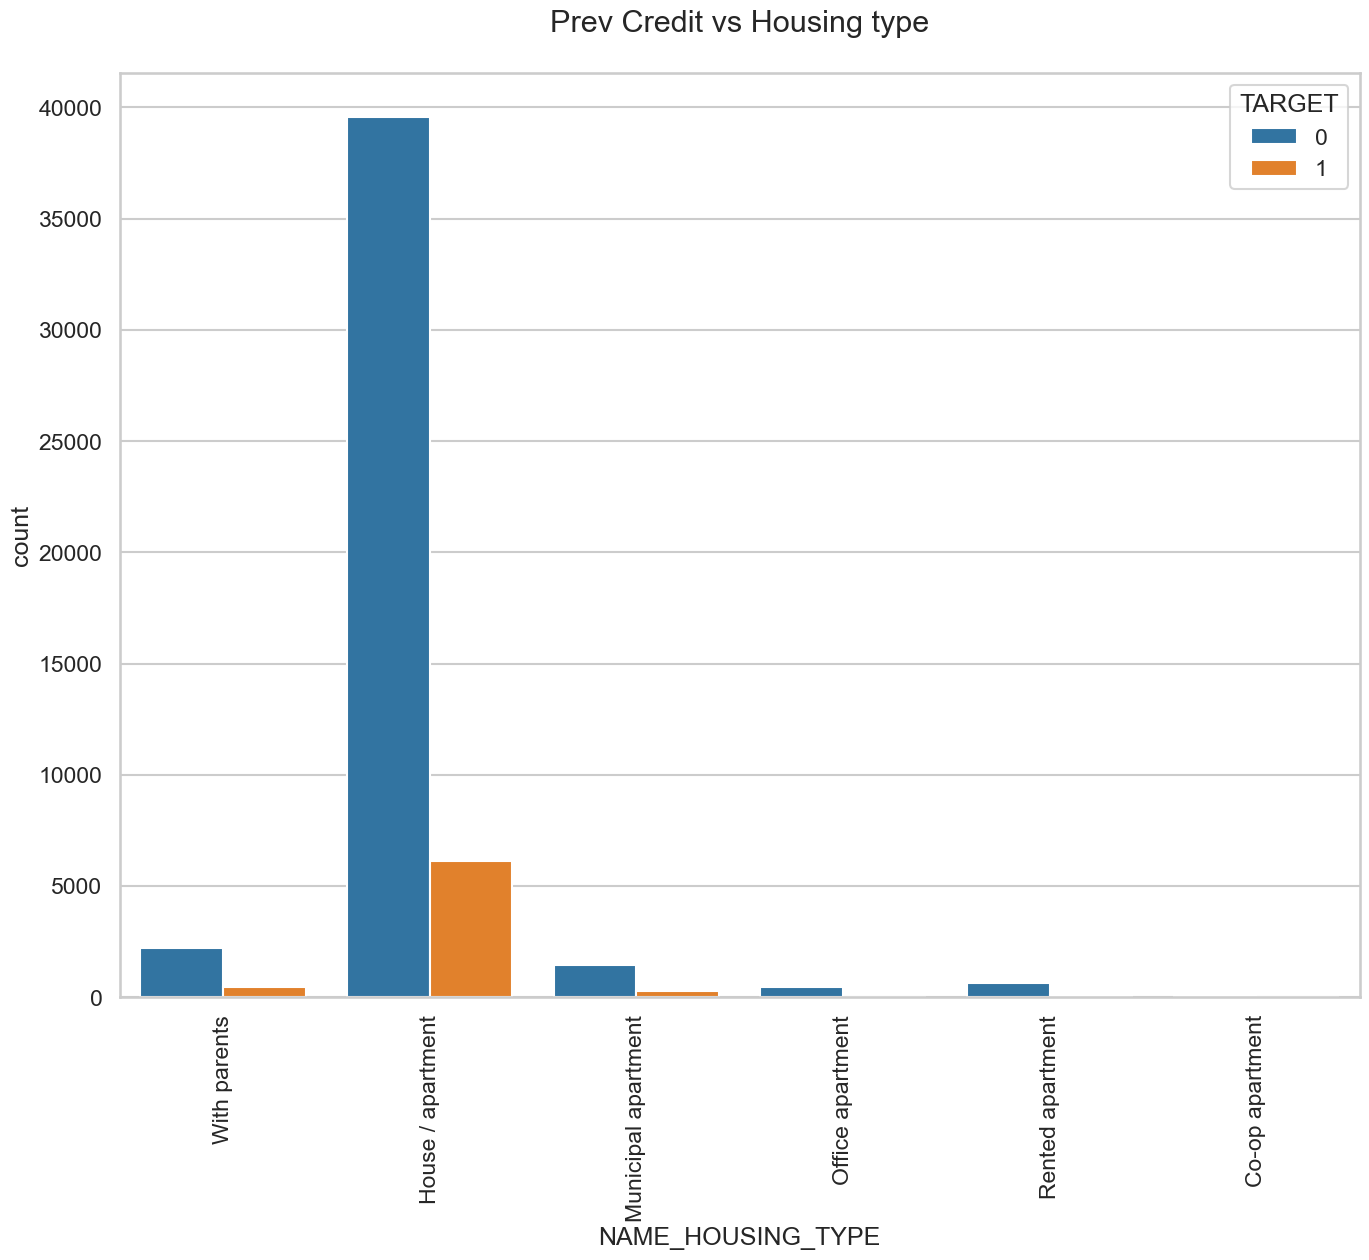 Prev Credit vs Housing type
TARGET
0
1
40000
35000
30000
25000
20000
15000
10000
5000
0
count
With parents
House / apartment
Municipal apartment
Office apartment
Rented apartment
Co-op apartment
NAME_HOUSING_TYPE